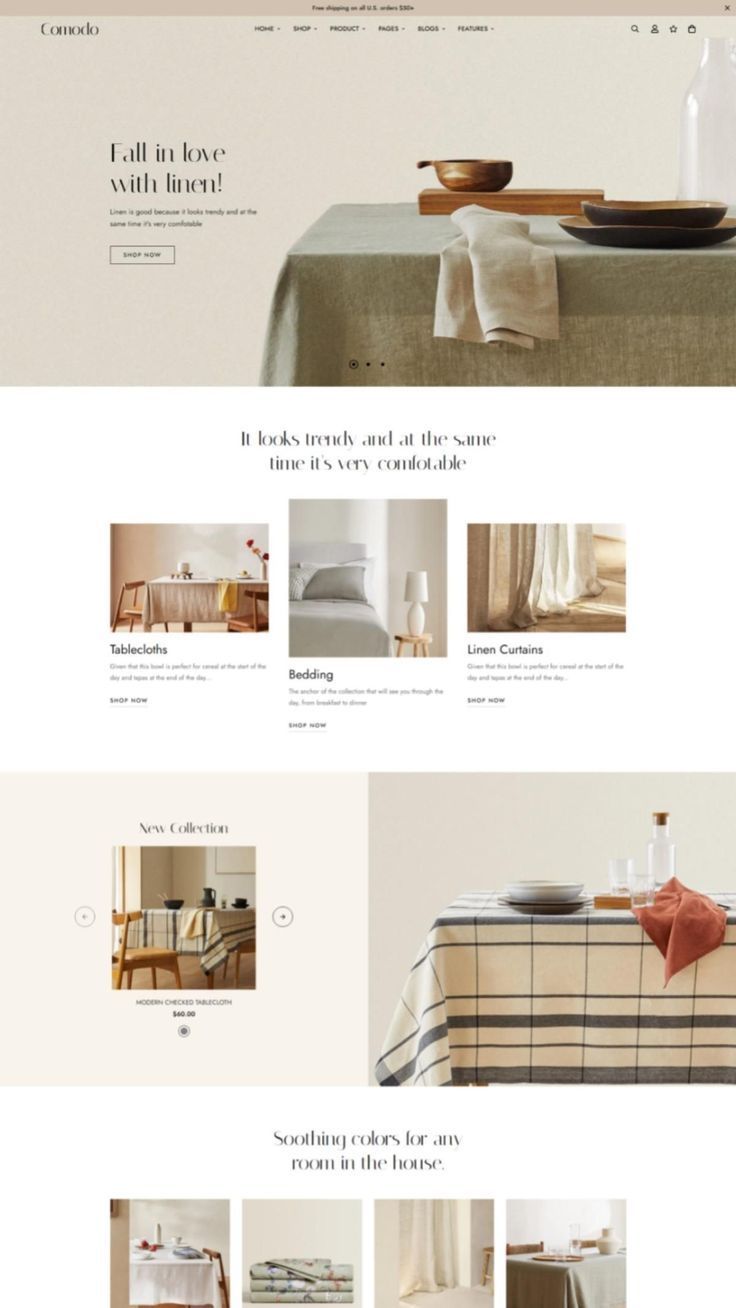 Free shipping on all U.S. orders $50+
Comodo
HOME SHOP PRODUCT PAGES BLOGS FEATURES
Fall in love
with linen!
Linen is good because it looks trendy and at the
same time it's very comfortable
SHOP NOW
It looks trendy and at the same
time it's very comfotable
Tablecloths
Given that this bowl is perfect for cereal at the start of the
day and tapas at the end of the day...
SHOP NOW
Bedding
The anchor of the collection that will see you through the
day, from breakfast to dinner
SHOP NOW
Linen Curtains
Given that this bowl is perfect for cereal at the start of the
day and tapas at the end of the day...
SHOP NOW
New Collection
MODERN CHECKED TABLECLOTH
$60.00
Soothing colors for any
room in the house.